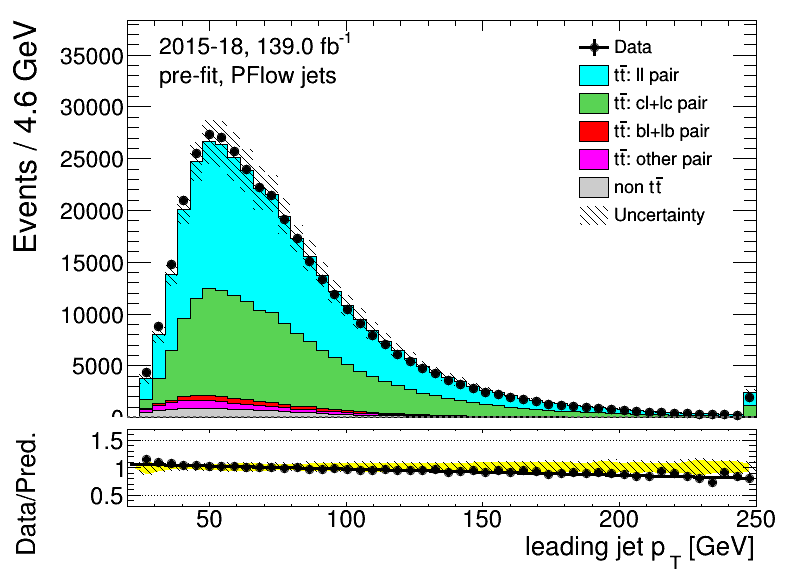 2015-18, 139.0 fb⁻¹
pre-fit, PFlow jets
Data
tt̄: ll pair
tt̄: cl+lc pair
tt̄: bl+lb pair
tt̄: other pair
non tt̄
Uncertainty
Events / 4.6 GeV
35000
30000
25000
20000
15000
10000
5000
0
Data/Pred.
1.5
1
0.5
50
100
150
200
250
leading jet p_T [GeV]